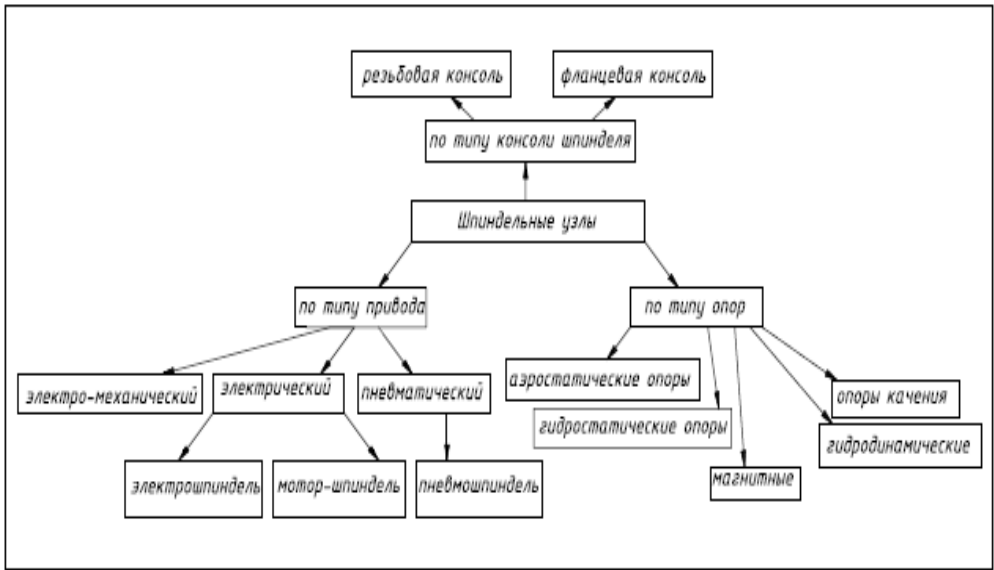 резьбовая консоль
фланцевая консоль
по типу консоли шпинделя
Шпиндельные узлы
по типу привода
по типу опор
электро-механический
электрический
пневматический
аэростатические опоры
опоры качения
гидростатические опоры
гидродинамические
электрошпиндель
мотор-шпиндель
пневмошпиндель
магнитные